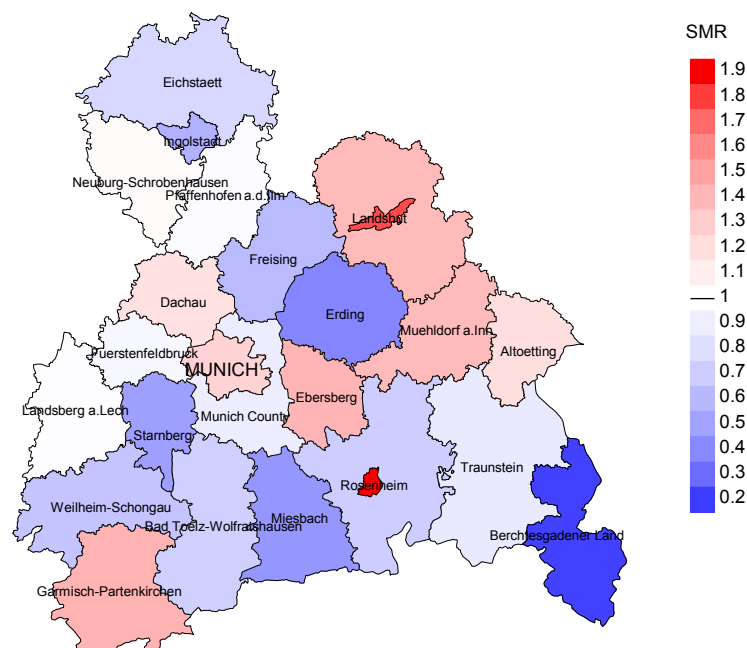 SMR
1.9
1.8
1.7
1.6
1.5
1.4
1.3
1.2
1.1
1
0.9
0.8
0.7
0.6
0.5
0.4
0.3
0.2
Eichstaett
Ingolstadt
Neuburg-Schrobenhausen
Pfaffenhofen a.d.Ilm
Landshut
Freising
Dachau
Erding
Muehldorf a.Inn
Altoetting
Fuerstenfeldbruck
MUNICH
Ebersberg
Landsberg a.Lech
Munich County
Starnberg
Traunstein
Rosenheim
Weilheim-Schongau
Miesbach
Bad Toelz-Wolfratshausen
Berchtesgadener Land
Garmisch-Partenkirchen